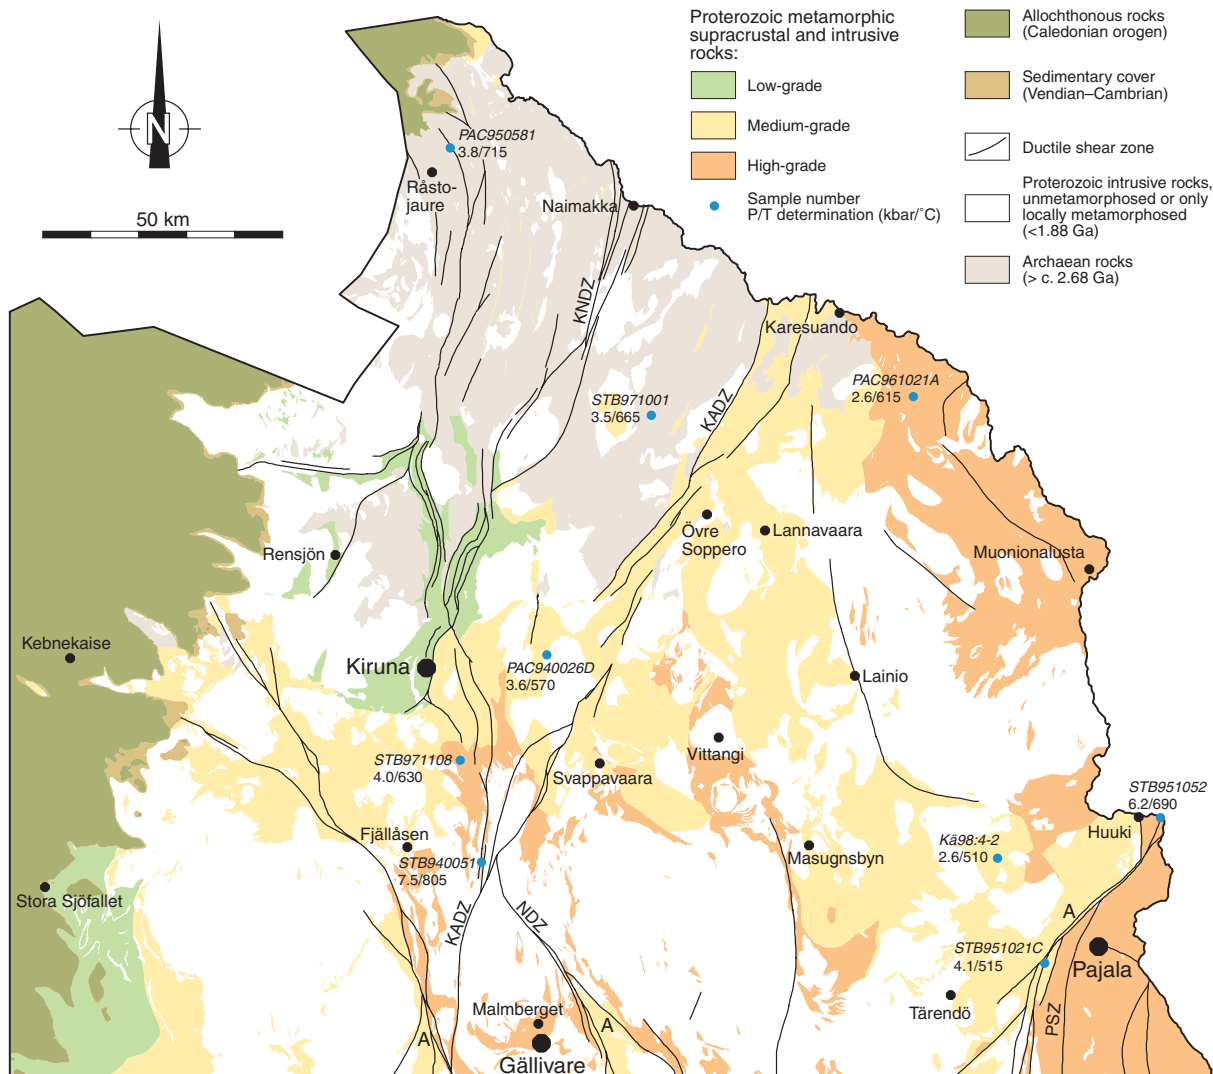 N
50 km
Proterozoic metamorphic
supracrustal and intrusive
rocks:
Low-grade
Medium-grade
High-grade
Sample number
P/T determination (kbar/˚C)
Allochthonous rocks
(Caledonian orogen)
Sedimentary cover
(Vendian–Cambrian)
Ductile shear zone
Proterozoic intrusive rocks,
unmetamorphosed or only
locally metamorphosed
(<1.88 Ga)
Archaean rocks
(> c. 2.68 Ga)
PAC950581
3.8/715
Råsto-
jaure
Naimakka
KNDZ
Karesuando
PAC961021A
2.6/615
STB971001
3.5/665
KADZ
Övre
Soppero
Lannavaara
Rensjön
Muonionalusta
Kebnekaise
Kiruna
PAC940026D
3.6/570
Lainio
Vittangi
STB971108
4.0/630
Svappavaara
STB951052
6.2/690
Huuki
Fjällåsen
STB940051
7.5/805
Masugnsbyn
Kä98:4-2
2.6/510
Stora Sjöfallet
KADZ
NDZ
A
STB951021C
4.1/515
Pajala
Tärendö
PSZ
Malmberget
A
A
Gällivare